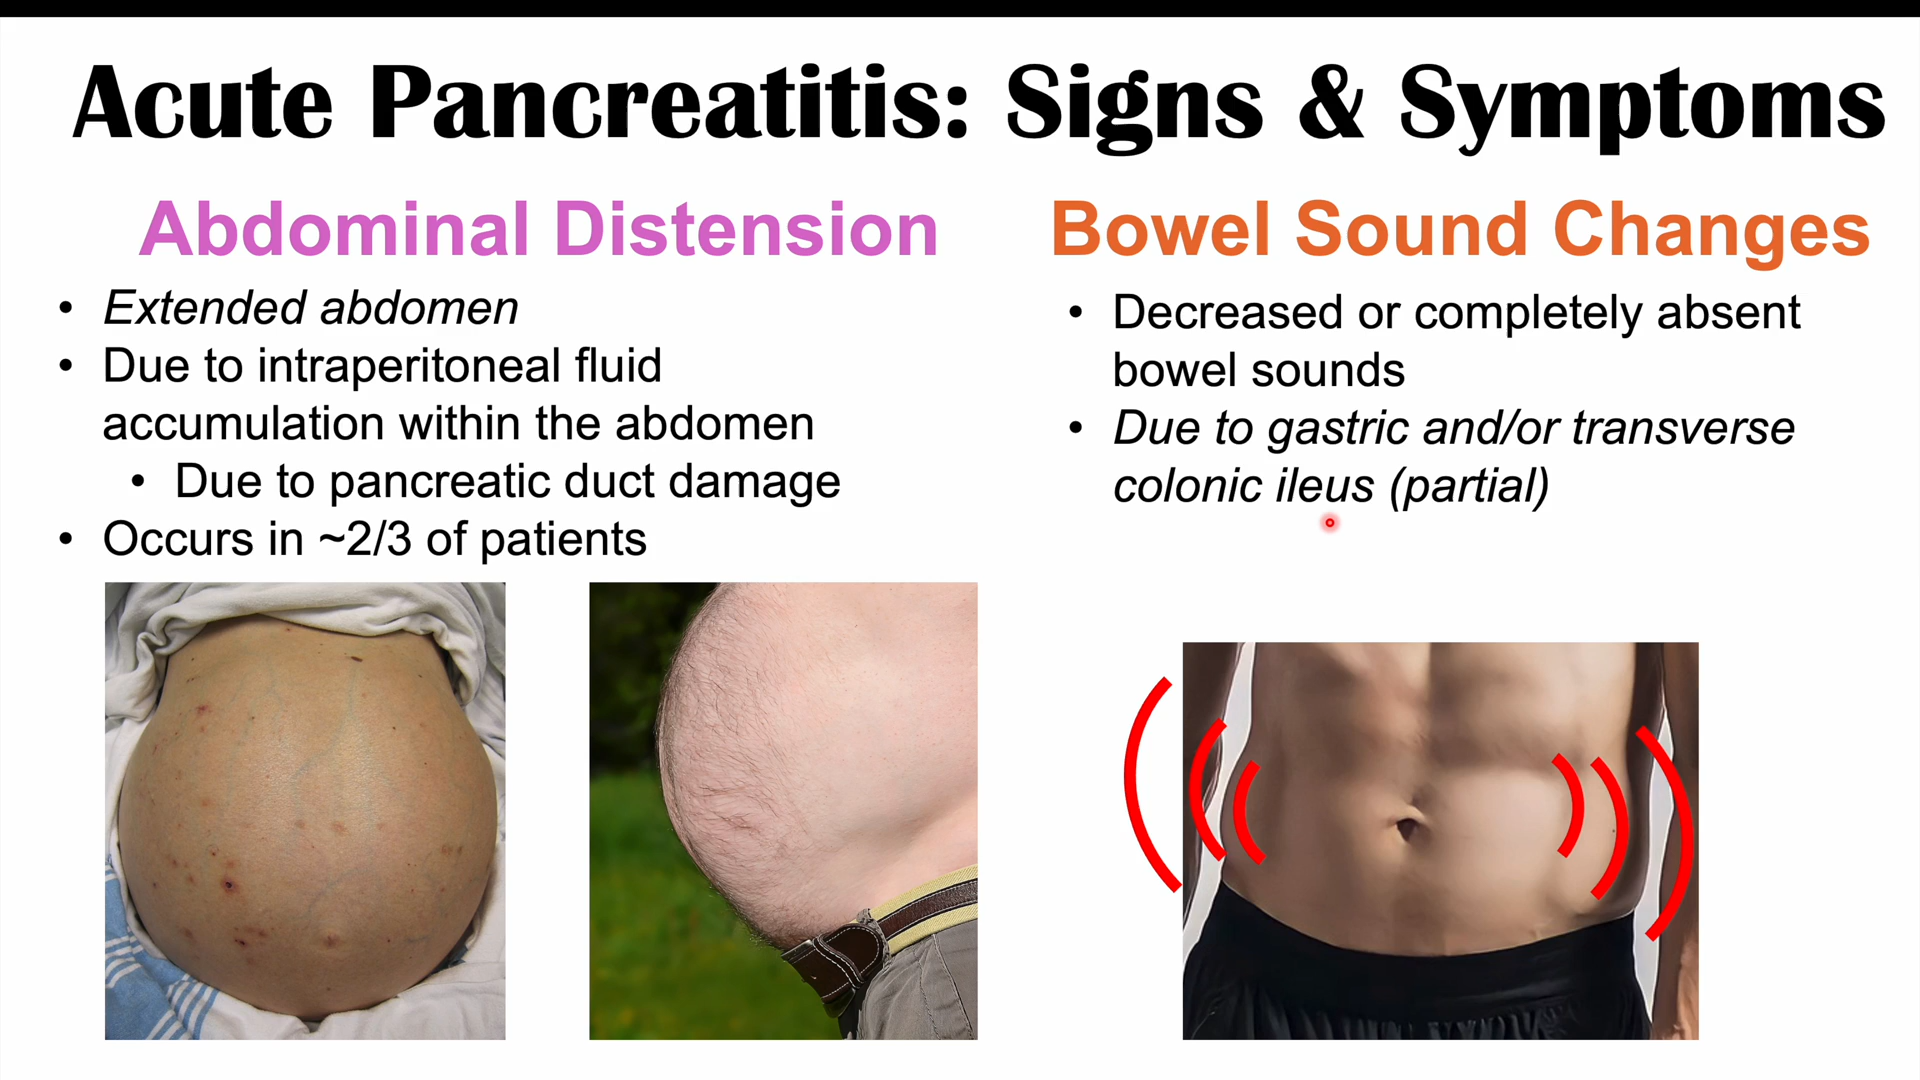 Acute Pancreatitis: Signs & Symptoms
Abdominal Distension
• Extended abdomen
• Due to intraperitoneal fluid
accumulation within the abdomen
• Due to pancreatic duct damage
• Occurs in ~2/3 of patients
Bowel Sound Changes
• Decreased or completely absent
bowel sounds
• Due to gastric and/or transverse
colonic ileus (partial)